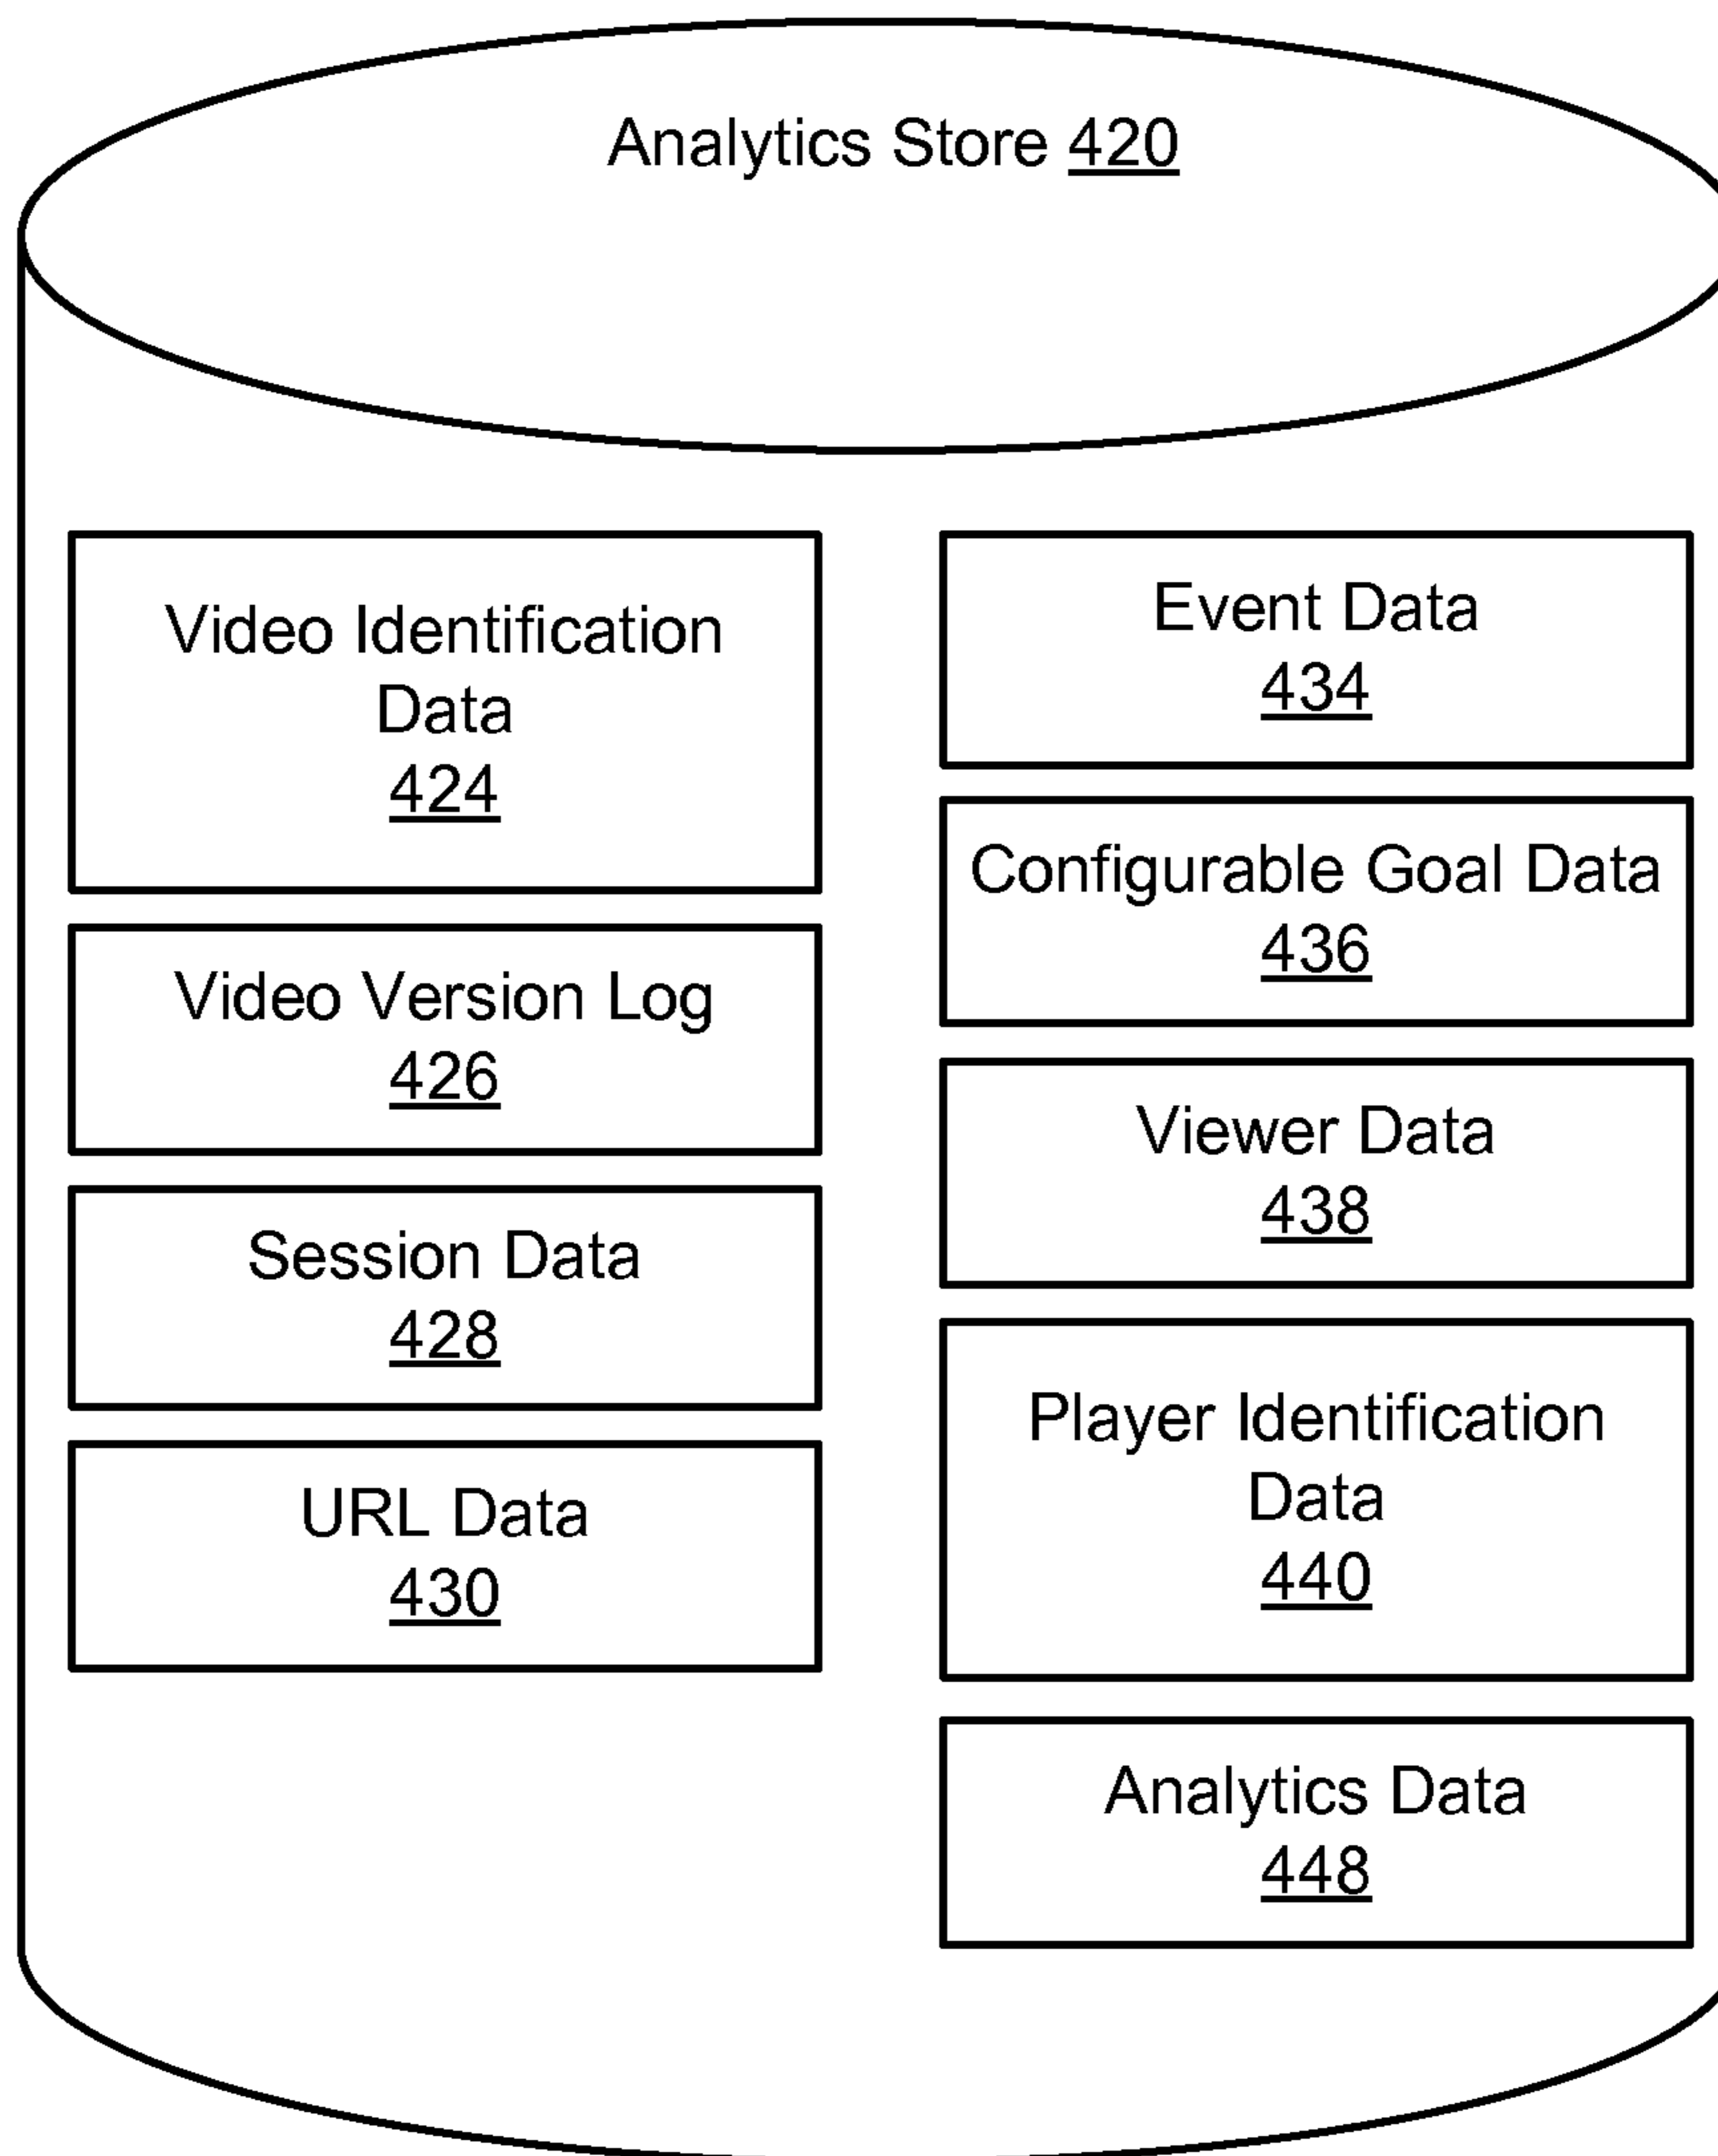 Analytics Store 420
Video Identification
Data
424
Video Version Log
426
Session Data
428
URL Data
430
Event Data
434
Configurable Goal Data
436
Viewer Data
438
Player Identification
Data
440
Analytics Data
448